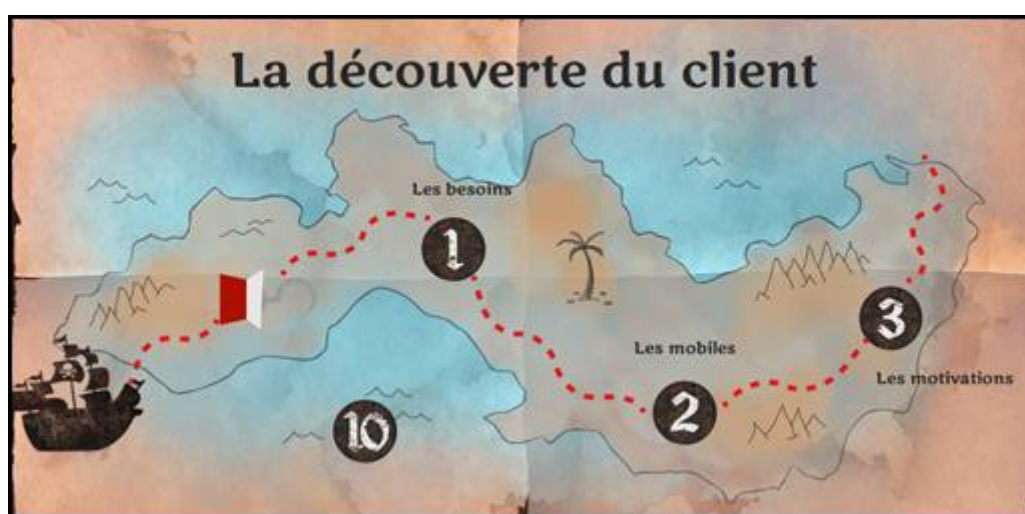 La découverte du client
Les besoins
1
Les mobiles
3
Les motivations
2
10